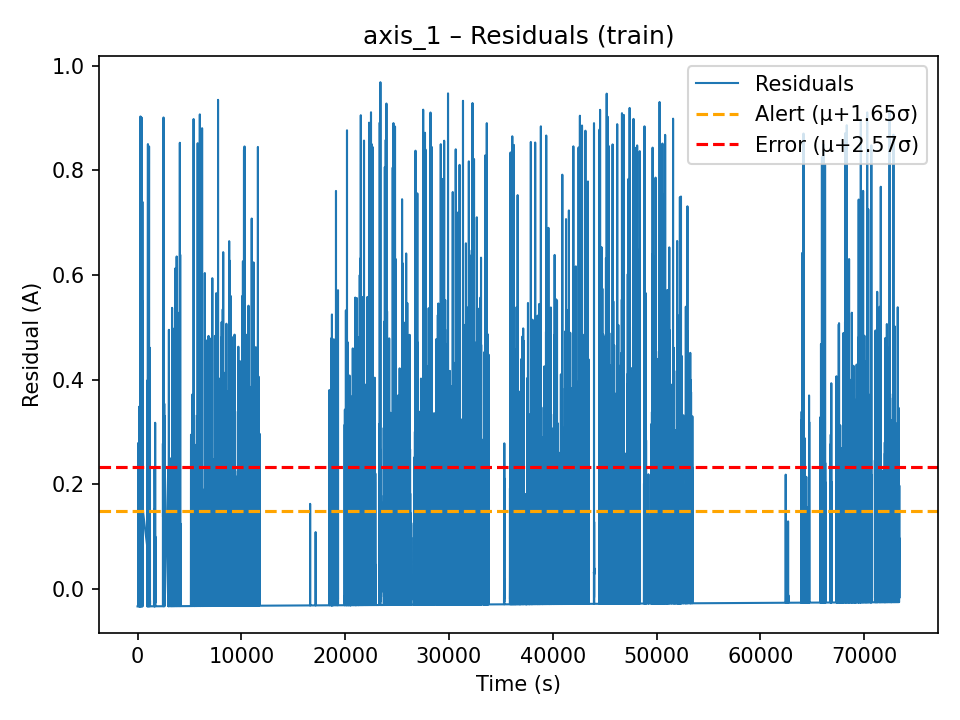 axis_1 – Residuals (train)
Residuals
Alert (μ+1.65σ)
Error (μ+2.57σ)
Residual (A)
1.0
0.8
0.6
0.4
0.2
0.0
0 10000 20000 30000 40000 50000 60000 70000
Time (s)